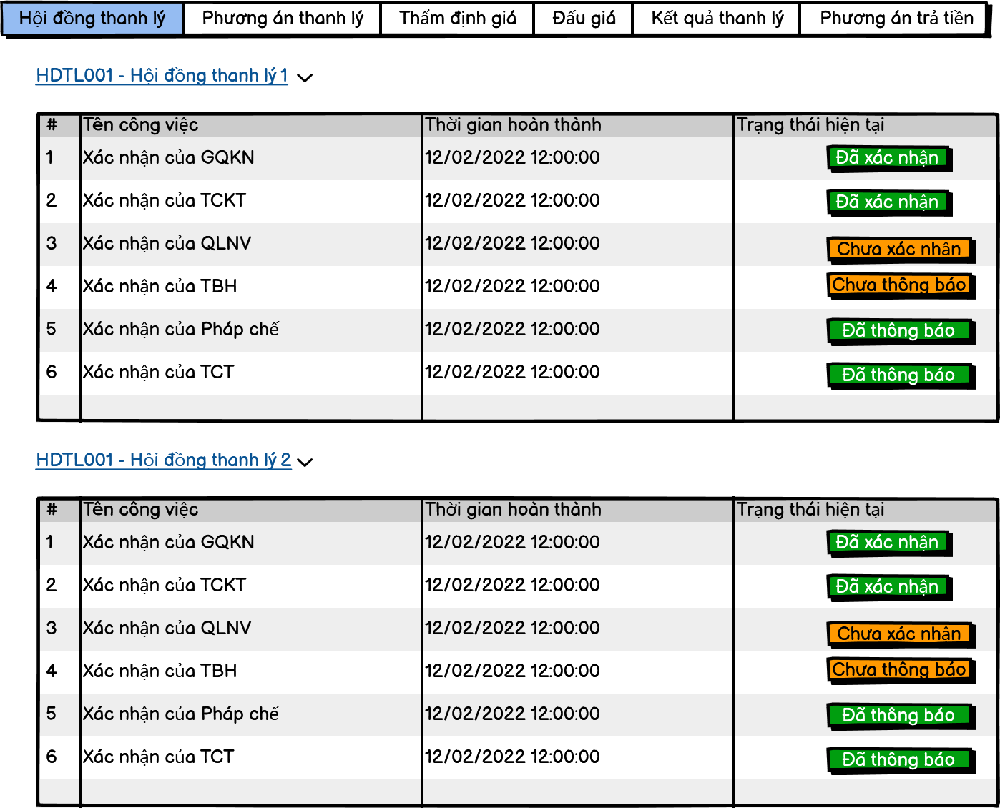 Hội đồng thanh lý Phương án thanh lý Thẩm định giá Đấu giá Kết quả thanh lý Phương án trả tiền
HDTL001 - Hội đồng thanh lý 1
# Tên công việc Thời gian hoàn thành Trạng thái hiện tại
1 Xác nhận của GQKN 12/02/2022 12:00:00 Đã xác nhận
2 Xác nhận của TCKT 12/02/2022 12:00:00 Đã xác nhận
3 Xác nhận của QLNV 12/02/2022 12:00:00 Chưa xác nhận
4 Xác nhận của TBH 12/02/2022 12:00:00 Chưa thông báo
5 Xác nhận của Pháp chế 12/02/2022 12:00:00 Đã thông báo
6 Xác nhận của TCT 12/02/2022 12:00:00 Đã thông báo
HDTL001 - Hội đồng thanh lý 2
# Tên công việc Thời gian hoàn thành Trạng thái hiện tại
1 Xác nhận của GQKN 12/02/2022 12:00:00 Đã xác nhận
2 Xác nhận của TCKT 12/02/2022 12:00:00 Đã xác nhận
3 Xác nhận của QLNV 12/02/2022 12:00:00 Chưa xác nhận
4 Xác nhận của TBH 12/02/2022 12:00:00 Chưa thông báo
5 Xác nhận của Pháp chế 12/02/2022 12:00:00 Đã thông báo
6 Xác nhận của TCT 12/02/2022 12:00:00 Đã thông báo